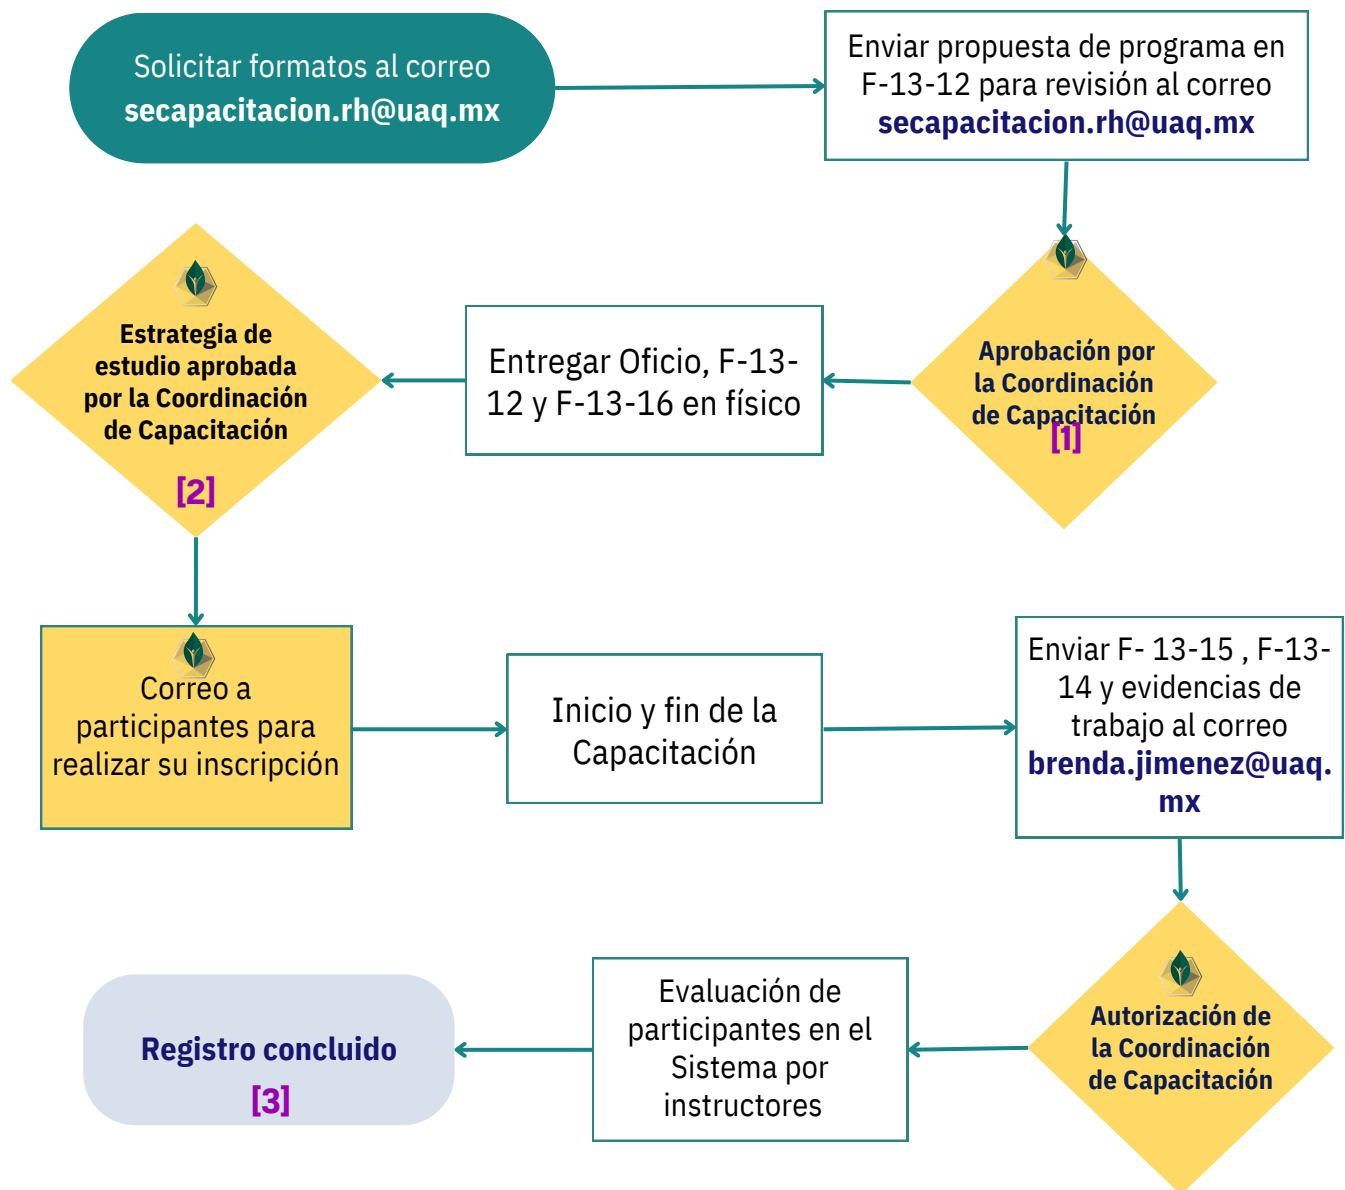 Solicitar formatos al correo
secapacitacion.rh@uaq.mx
Enviar propuesta de programa en
F-13-12 para revisión al correo
secapacitacion.rh@uaq.mx
Aprobación por
la Coordinación
de Capacitación
[1]
Entregar Oficio, F-13-
12 y F-13-16 en físico
Estrategia de
estudio aprobada
por la Coordinación
de Capacitación
[2]
Correo a
participantes para
realizar su inscripción
Inicio y fin de la
Capacitación
Enviar F- 13-15 , F-13-
14 y evidencias de
trabajo al correo
brenda.jimenez@uaq.
mx
Autorización de
la Coordinación
de Capacitación
Evaluación de
participantes en el
Sistema por
instructores
Registro concluido
[3]